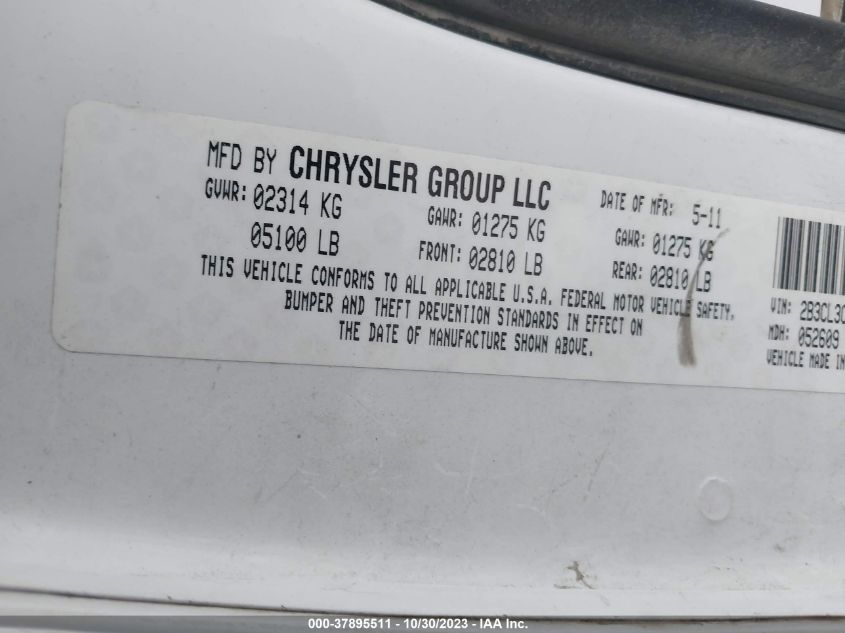 MFD BY CHRYSLER GROUP LLC DATE OF MFR: 5-11
GVWR: 02314 KG GAWR: 01275 KG GAWR: 01275 KG
05100 LB FRONT: 02810 LB REAR: 02810 LB
THIS VEHICLE CONFORMS TO ALL APPLICABLE U.S.A. FEDERAL MOTOR VEHICLE SAFETY,
BUMPER AND THEFT PREVENTION STANDARDS IN EFFECT ON
THE DATE OF MANUFACTURE SHOWN ABOVE.
VIN: 2B3CL3C
MDH: 052609
VEHICLE MADE IN
000-37895511 - 10/30/2023 - IAA Inc.